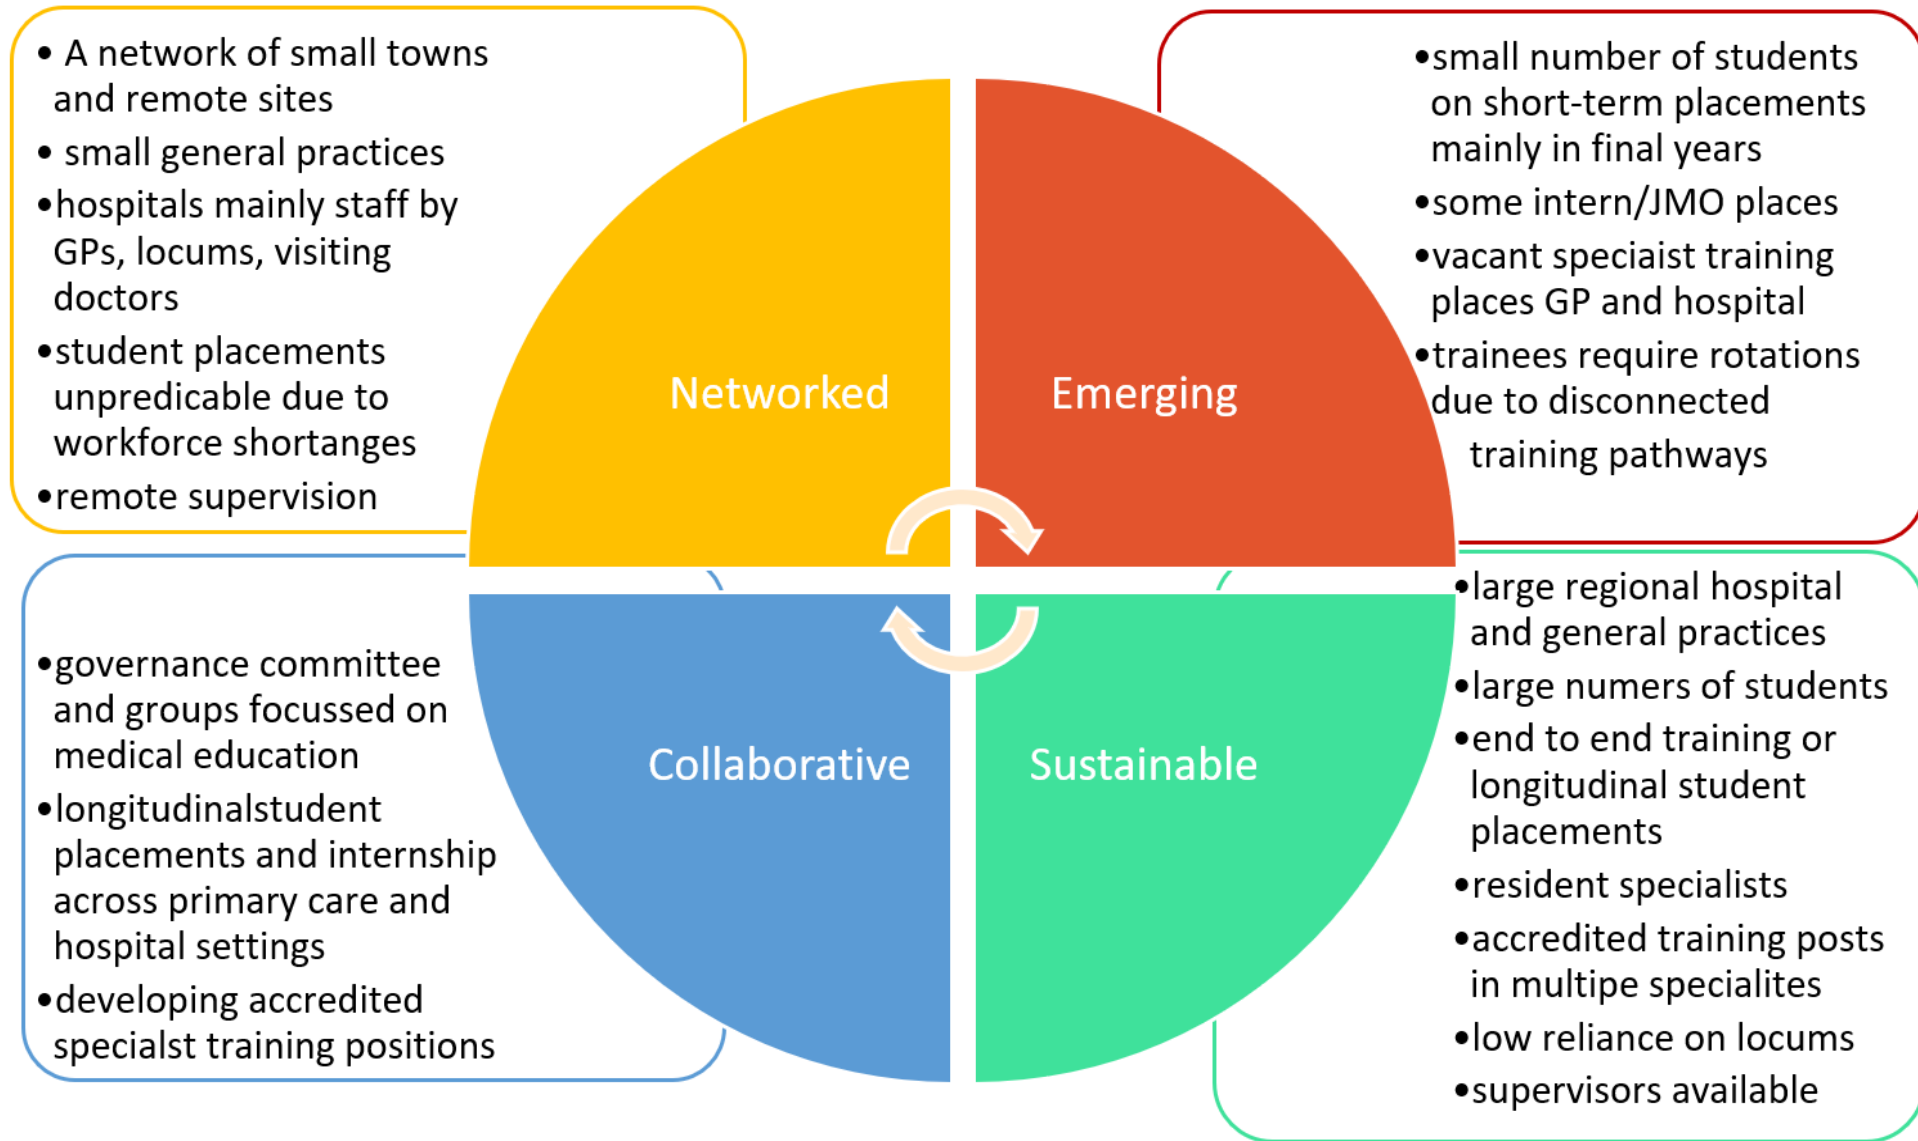 • A network of small towns
and remote sites
• small general practices
•hospitals mainly staff by
GPs, locums, visiting
doctors
•student placements
unpredicable due to
workforce shortanges
•remote supervision
Networked
Emerging
•small number of students
on short-term placements
mainly in final years
•some intern/JMO places
•vacant speciaist training
places GP and hospital
•trainees require rotations
due to disconnected
training pathways
•governance committee
and groups focussed on
medical education
•longitudinalstudent
placements and internship
across primary care and
hospital settings
•developing accredited
specialst training positions
Collaborative
Sustainable
•large regional hospital
and general practices
•large numers of students
•end to end training or
longitudinal student
placements
•resident specialists
•accredited training posts
in multipe specialites
•low reliance on locums
•supervisors available